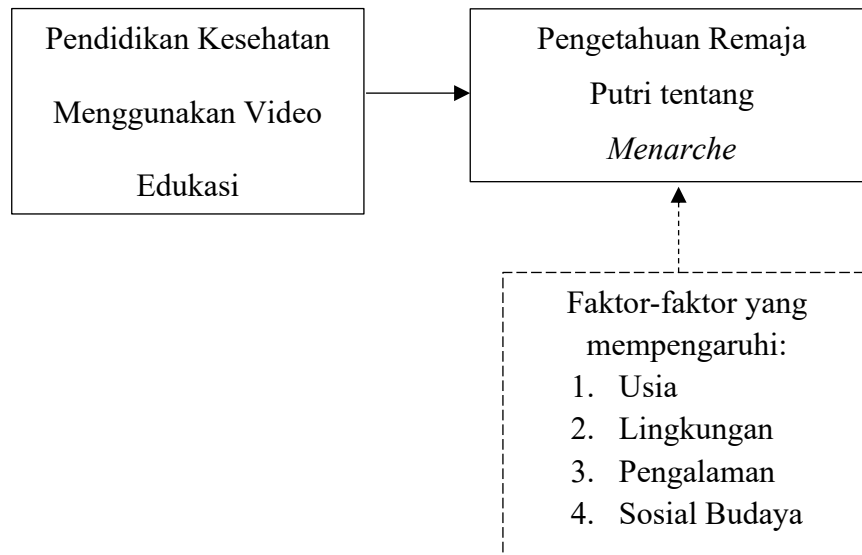 Pendidikan Kesehatan
Menggunakan Video
Edukasi
Pengetahuan Remaja
Putri tentang
Menarche
Faktor-faktor yang
mempengaruhi:
1. Usia
2. Lingkungan
3. Pengalaman
4. Sosial Budaya